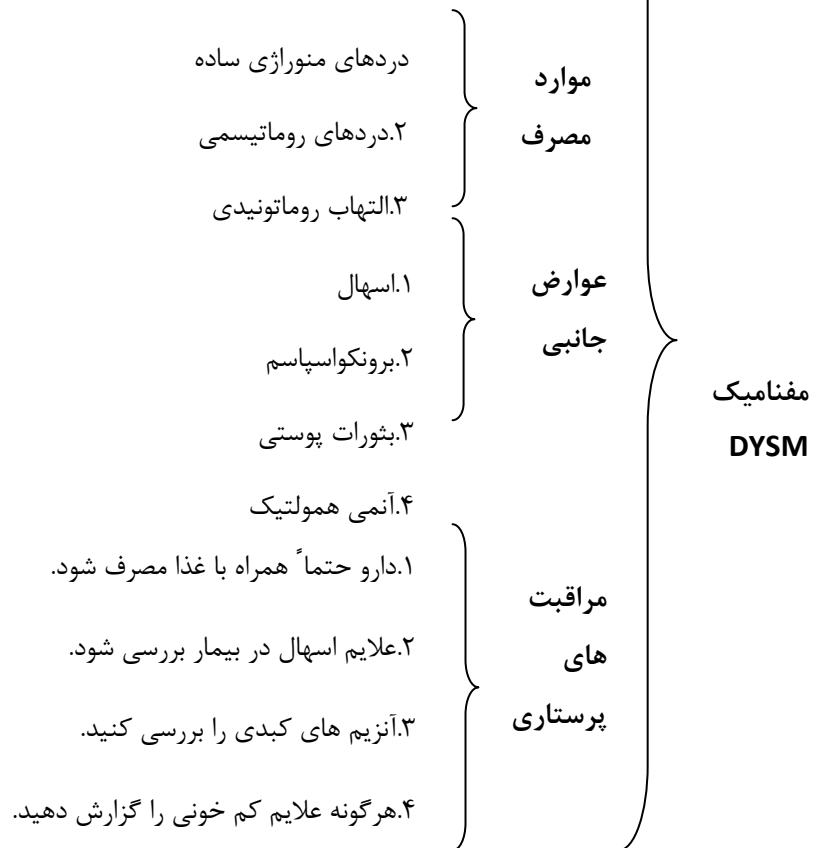 مفنامیک
DYSM
موارد
مصرف
دردهای منوراژی ساده
۲.دردهای روماتیسمی
۳.التهاب روماتونیدی
عوارض
جانبی
۱.اسهال
۲.برونکواسپاسم
۳.بثورات پوستی
۴.آنمی همولتیک
مراقبت
های
پرستاری
۱.دارو حتماً همراه با غذا مصرف شود.
۲.علایم اسهال در بیمار بررسی شود.
۳.آنزیم های کبدی را بررسی کنید.
۴.هرگونه علایم کم خونی را گزارش دهید.